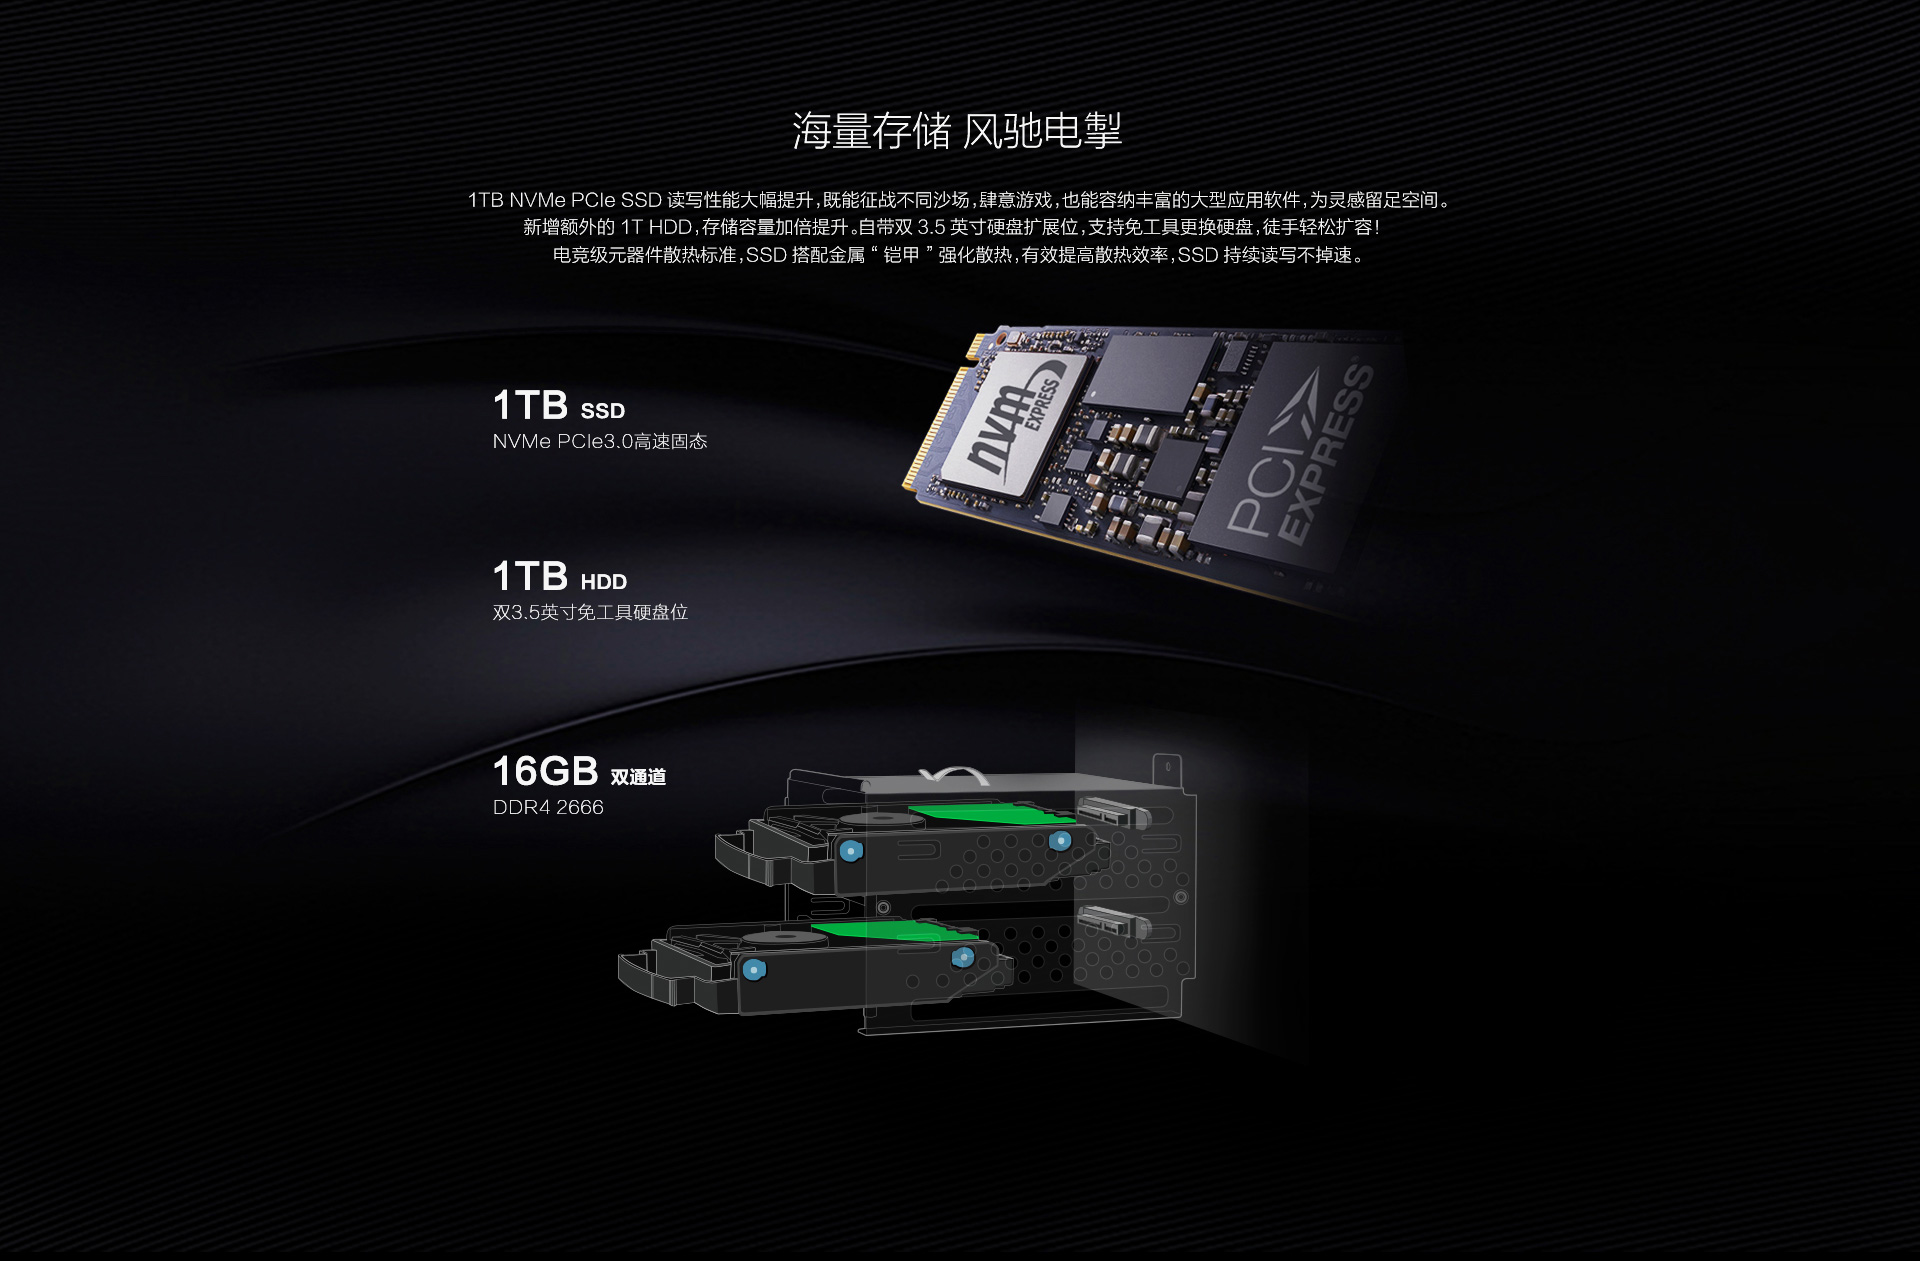 海量存储 风驰电掣
1TB NVMe PCIe SSD 读写性能大幅提升，既能征战不同沙场，肆意游戏，也能容纳丰富的大型应用软件，为灵感留足空间。
新增额外的 1T HDD，存储容量加倍提升。自带双 3.5 英寸硬盘扩展位，支持免工具更换硬盘，徒手轻松扩容！
电竞级元器件散热标准，SSD 搭配金属“ 铠甲 ”强化散热，有效提高散热效率，SSD 持续读写不掉速。
1TB SSD
NVMe PCIe3.0高速固态
nvm
EXPRESS
PCI
EXPRESS®
1TB HDD
双3.5英寸免工具硬盘位
16GB 双通道
DDR4 2666